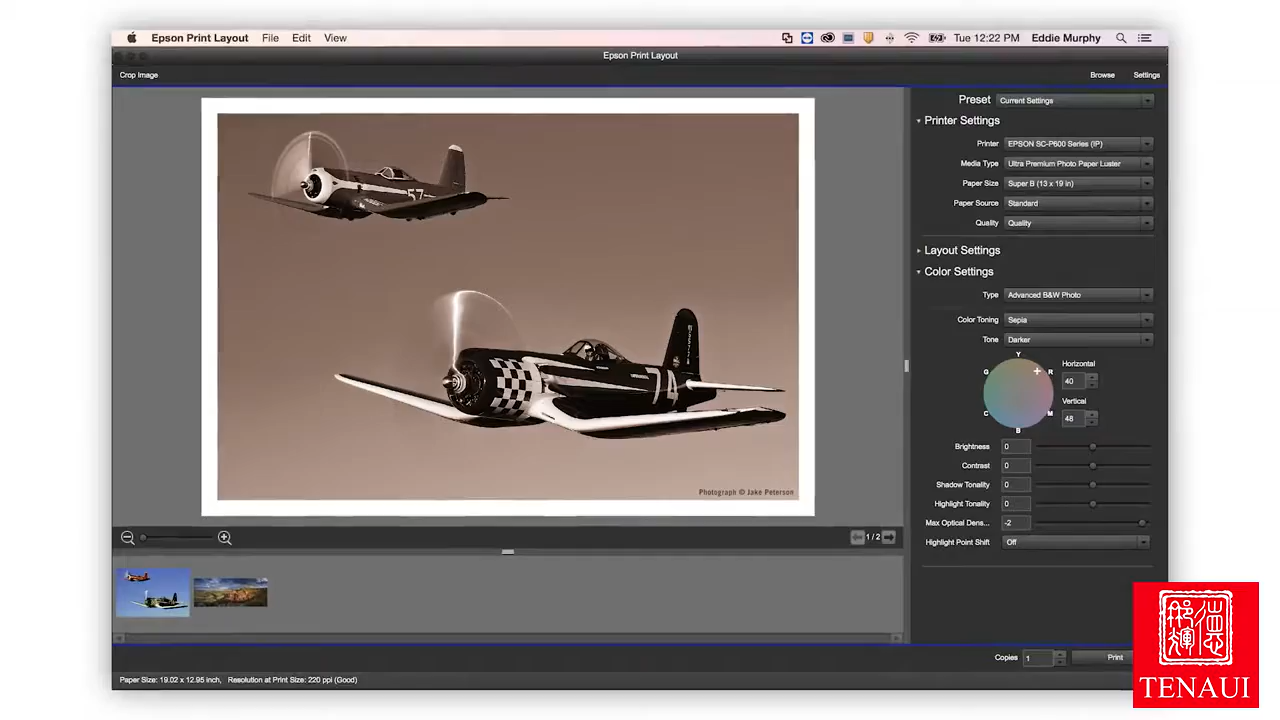 Epson Print Layout File Edit View Tue 12:22 PM Eddie Murphy
Epson Print Layout
Crop Image Browse Settings
Preset Current Settings
Printer Settings
Printer EPSON SC-P600 Series (IP)
Media Type Ultra Premium Photo Paper Luster
Paper Size Super B (13 x 19 in)
Paper Source Standard
Quality Quality
Layout Settings
Color Settings
Type Advanced B&W Photo
Color Toning Sepia
Tone Darker
Y
G R
C M
B
Horizontal
40
Vertical
48
Brightness 0
Contrast 0
Shadow Tonality 0
Highlight Tonality 0
Max Optical Dens... -2
Highlight Point Shift Off
57
74
Photograph © Jake Peterson
1 / 2
Copies 1 Print
Paper Size: 19.02 x 12.95 inch, Resolution at Print Size: 220 ppi (Good)
TENAUI